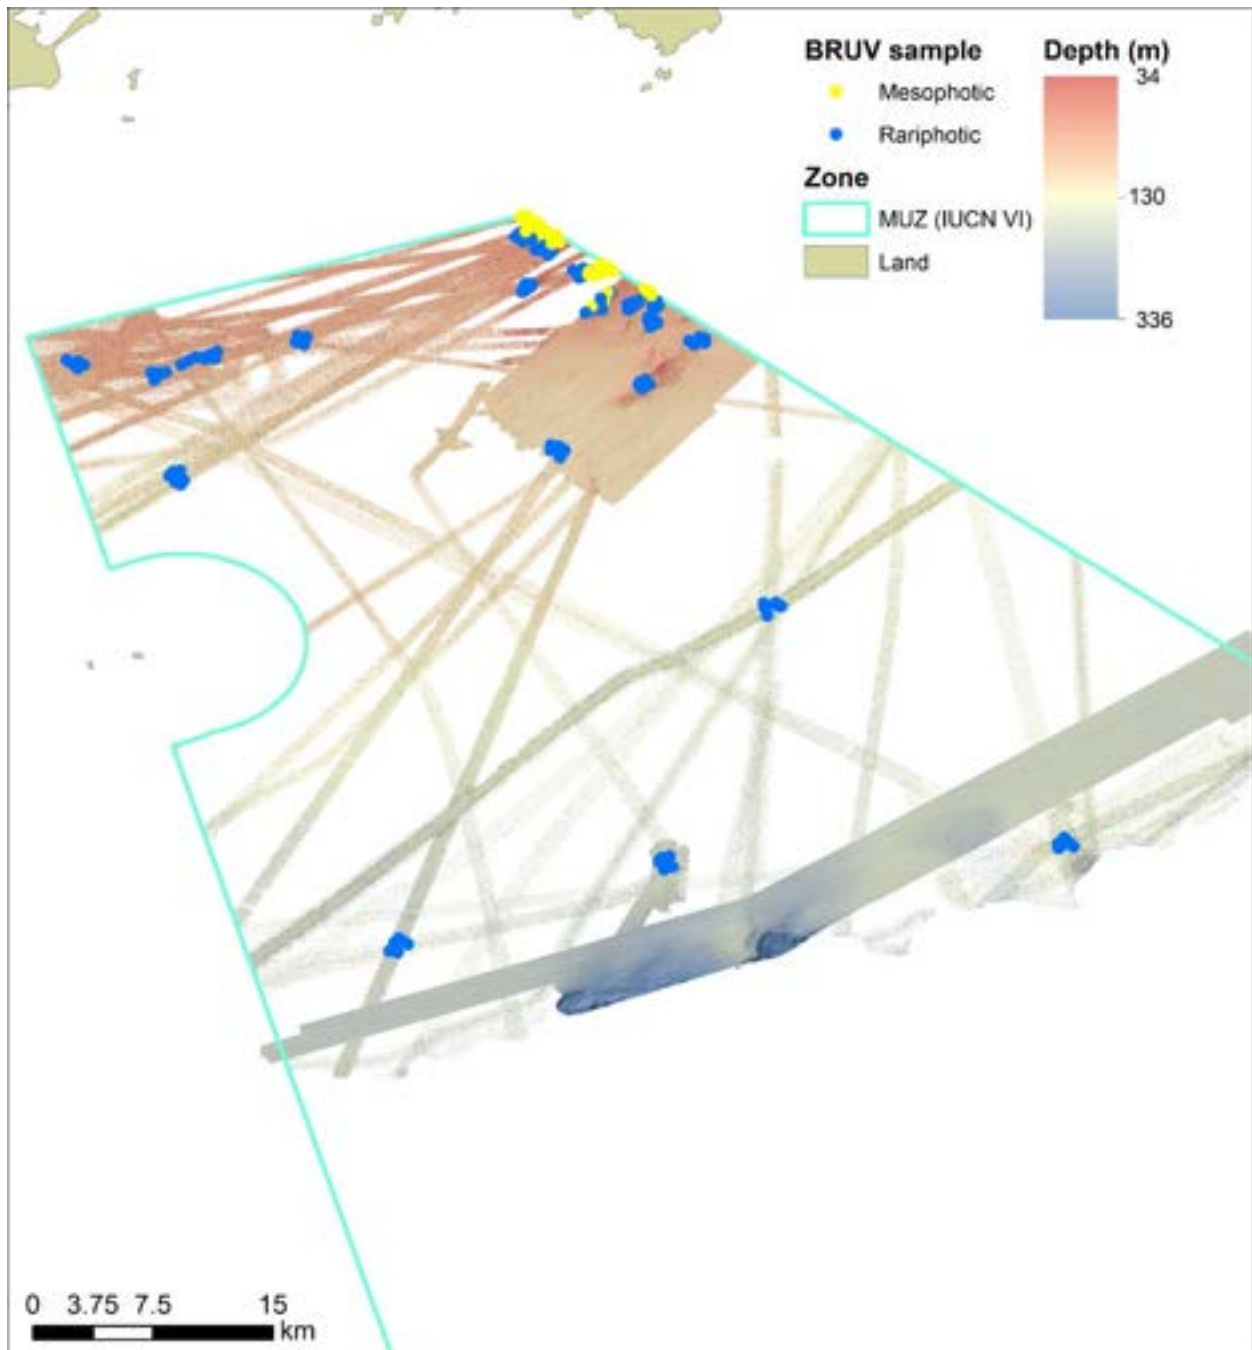 BRUV sample
Mesophotic
Rariphotic
Zone
MUZ (IUCN VI)
Land
Depth (m)
34
130
336
0 3.75 7.5 15
km